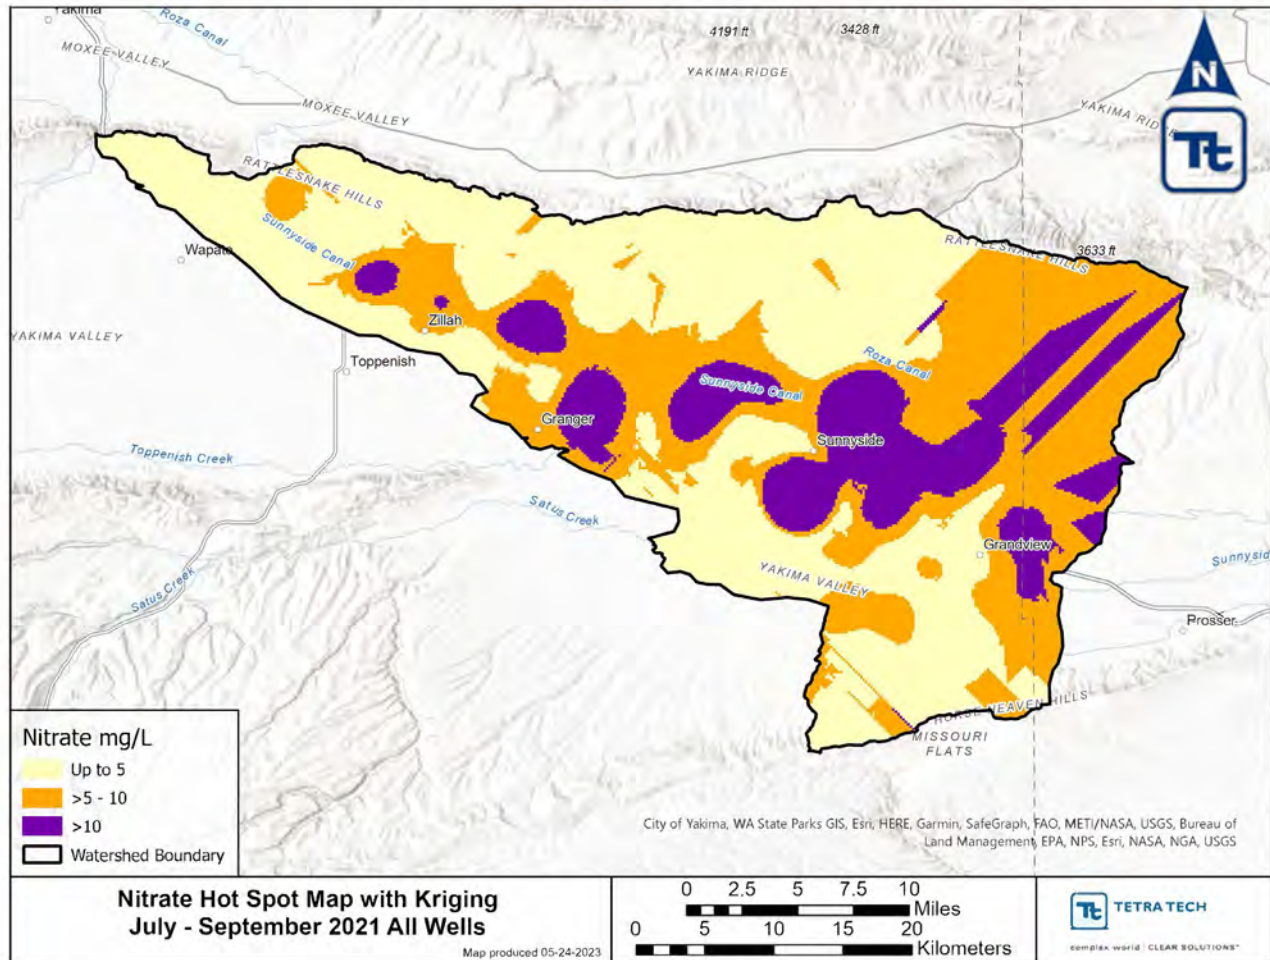 Yakima
Roza Canal
4191 ft
3428 ft
MOXEE VALLEY
YAKIMA RIDGE
N
MOXEE VALLEY
YAKIMA RIDGE
Tt
RATTLESNAKE HILLS
Sunnyside Canal
Wapato
RATTLESNAKE HILLS
3633 ft
Zillah
YAKIMA VALLEY
Toppenish
Roza Canal
Sunnyside Canal
Granger
Sunnyside
Toppenish Creek
Satus Creek
Grandview
Sunnysid
YAKIMA VALLEY
Satus Creek
Prosser
HORSE HEAVEN HILLS
MISSOURI
FLATS
Nitrate mg/L
Up to 5
>5 - 10
>10
Watershed Boundary
City of Yakima, WA State Parks GIS, Esri, HERE, Garmin, SafeGraph, FAO, METI/NASA, USGS, Bureau of
Land Management, EPA, NPS, Esri, NASA, NGA, USGS
Nitrate Hot Spot Map with Kriging
July - September 2021 All Wells
Map produced 05-24-2023
0 2.5 5 7.5 10
Miles
0 5 10 15 20
Kilometers
Tt TETRA TECH
complex world | CLEAR SOLUTIONS™